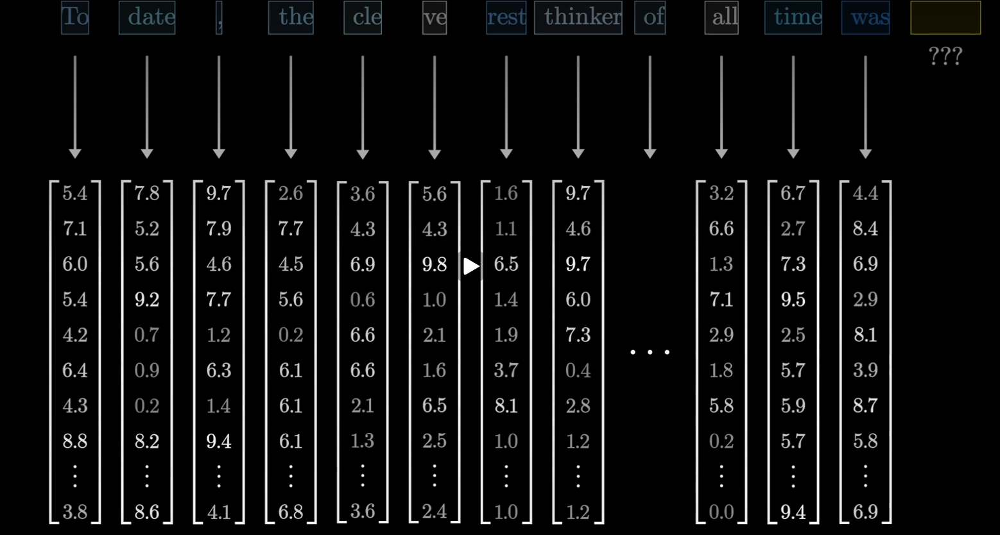 To date , the cle ve rest thinker of all time was
???
5.4 7.8 9.7 2.6 3.6 5.6 1.6 9.7 3.2 6.7 4.4
7.1 5.2 7.9 7.7 4.3 4.3 1.1 4.6 6.6 2.7 8.4
6.0 5.6 4.6 4.5 6.9 9.8 6.5 9.7 1.3 7.3 6.9
5.4 9.2 7.7 5.6 0.6 1.0 1.4 6.0 7.1 9.5 2.9
4.2 0.7 1.2 0.2 6.6 2.1 1.9 7.3 2.9 2.5 8.1
...
6.4 0.9 6.3 6.1 6.6 1.6 3.7 0.4 1.8 5.7 3.9
4.3 0.2 1.4 6.1 2.1 6.5 8.1 2.8 5.8 5.9 8.7
8.8 8.2 9.4 6.1 1.3 2.5 1.0 1.2 0.2 5.7 5.8
⋮ ⋮ ⋮ ⋮ ⋮ ⋮ ⋮ ⋮ ⋮ ⋮ ⋮
3.8 8.6 4.1 6.8 3.6 2.4 1.0 1.2 0.0 9.4 6.9